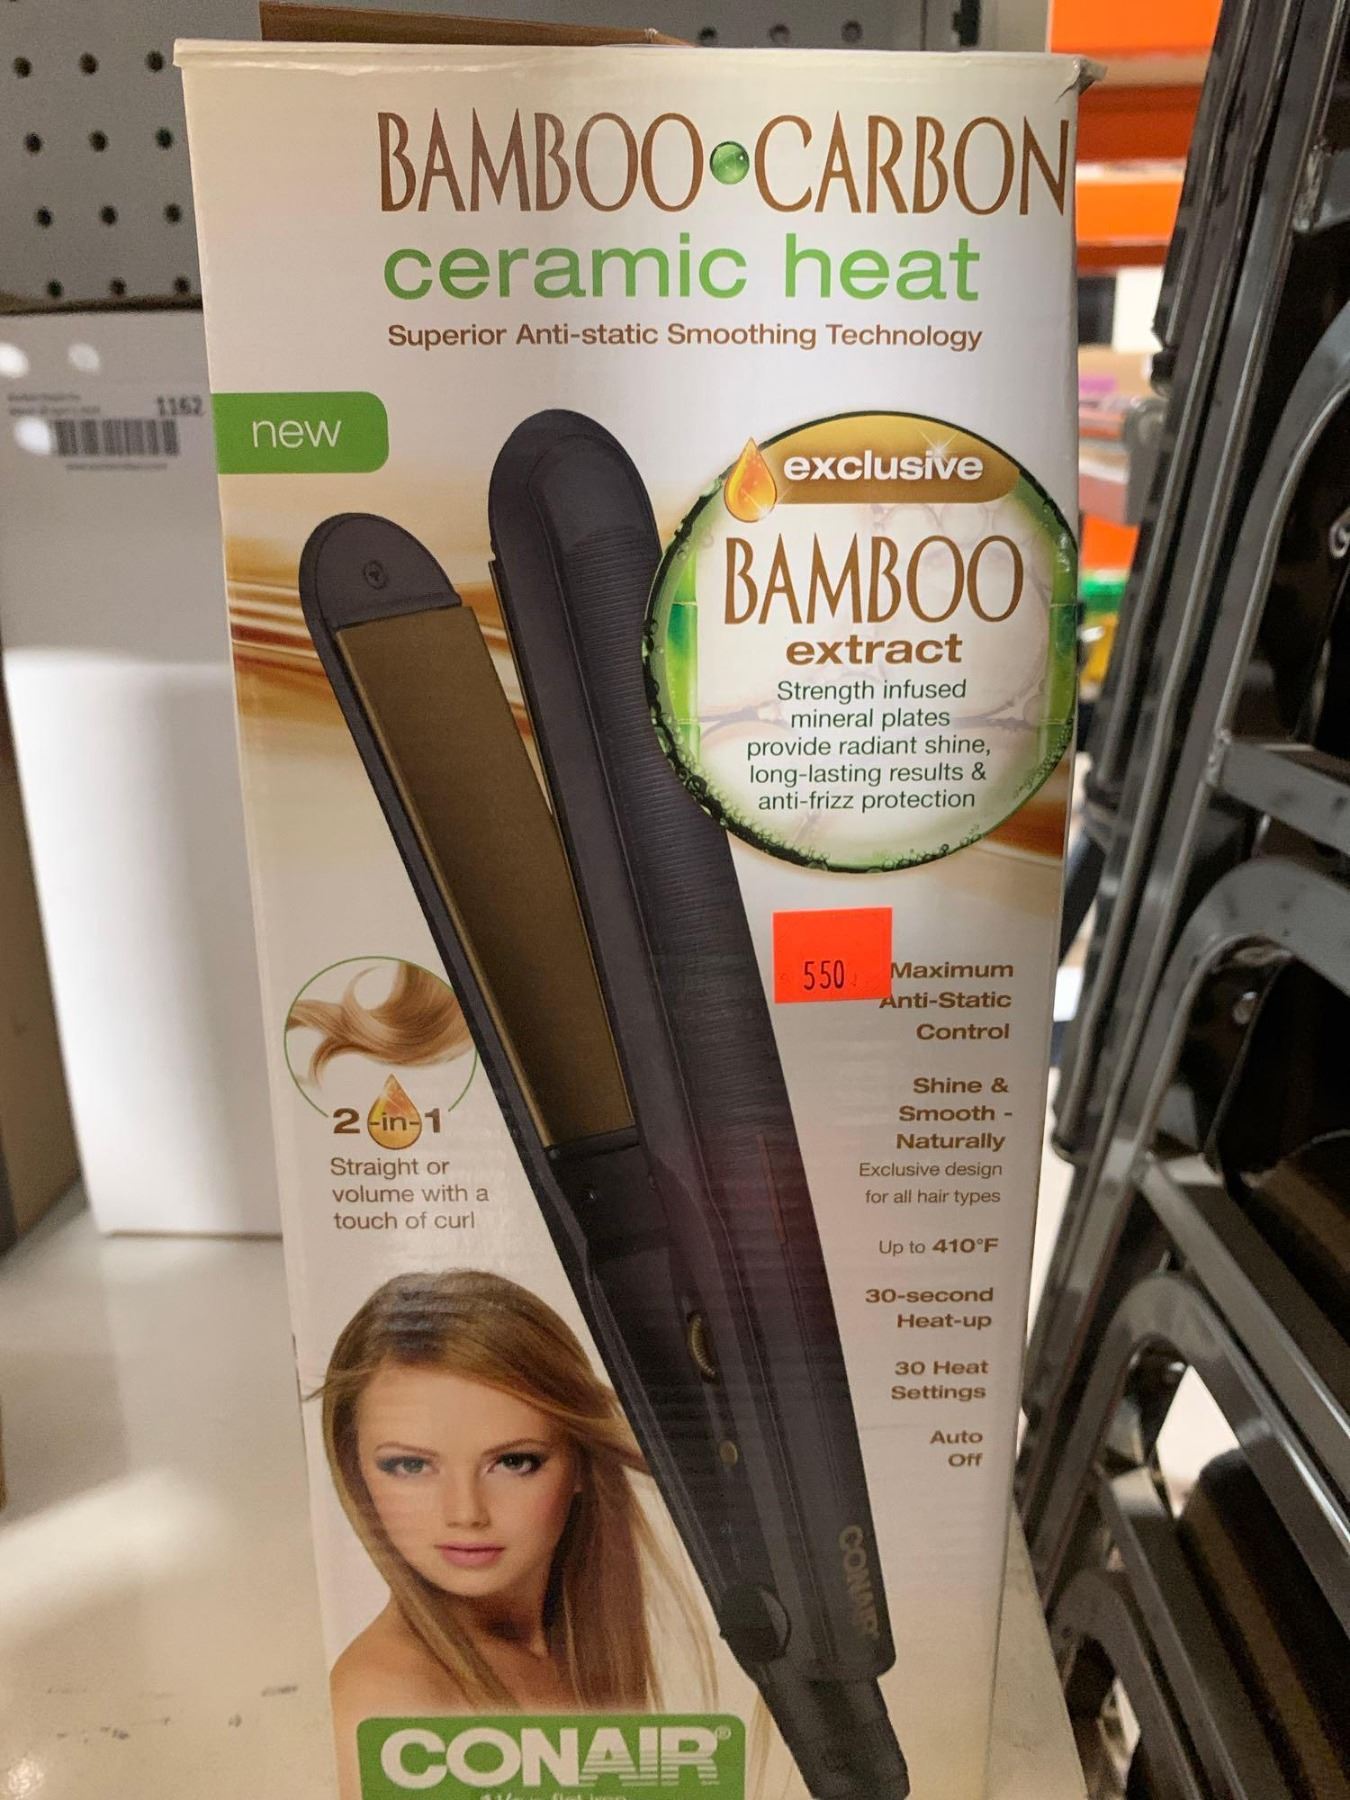 BAMBOO•CARBON
ceramic heat
Superior Anti-static Smoothing Technology
new
1162
exclusive
BAMBOO
extract
Strength infused
mineral plates
provide radiant shine,
long-lasting results &
anti-frizz protection
550
Maximum
Anti-Static
Control
Shine &
Smooth -
Naturally
Exclusive design
for all hair types
Up to 410°F
30-second
Heat-up
30 Heat
Settings
Auto
Off
2-in-1
Straight or
volume with a
touch of curl
CONAIR
CONAIR®
flat iron